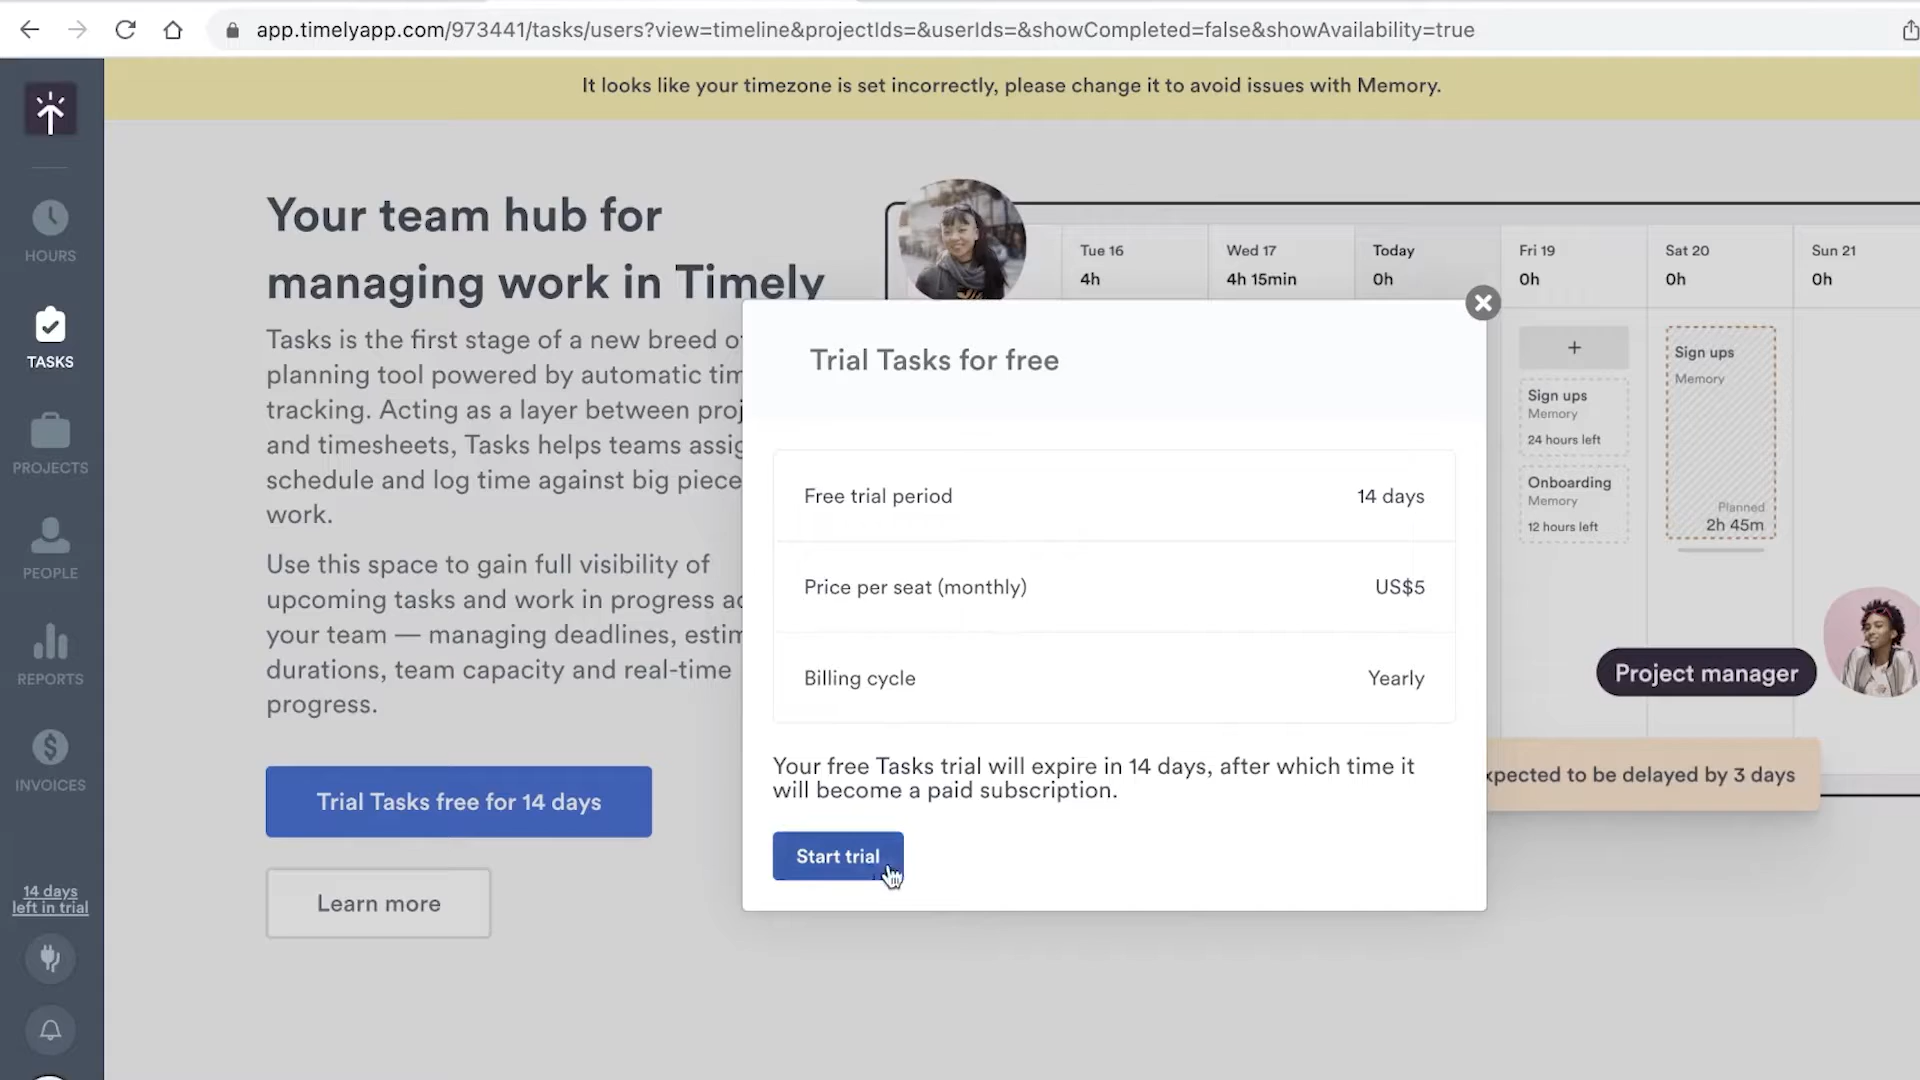 app.timelyapp.com/973441/tasks/users?view=timeline&projectIds=&userIds=&showCompleted=false&showAvailability=true
It looks like your timezone is set incorrectly, please change it to avoid issues with Memory.
HOURS
TASKS
PROJECTS
PEOPLE
REPORTS
INVOICES
14 days
left in trial
Your team hub for
managing work in Timely
Tasks is the first stage of a new breed
planning tool powered by automatic
tracking. Acting as a layer between
and timesheets, Tasks helps teams
schedule and log time against big
work.
Use this space to gain full visibility of
upcoming tasks and work in progress
your team — managing deadlines,
durations, team capacity and real-time
progress.
Trial Tasks free for 14 days
Learn more
Tue 16
4h
Wed 17
4h 15min
Today
0h
Fri 19
0h
Sat 20
0h
Sun 21
0h
+
Sign ups
Memory
24 hours left
Onboarding
Memory
12 hours left
Sign ups
Memory
Planned
2h 45m
Project manager
to be delayed by 3 days
Trial Tasks for free
Free trial period 14 days
Price per seat (monthly) US$5
Billing cycle Yearly
Your free Tasks trial will expire in 14 days, after which time it
will become a paid subscription.
Start trial